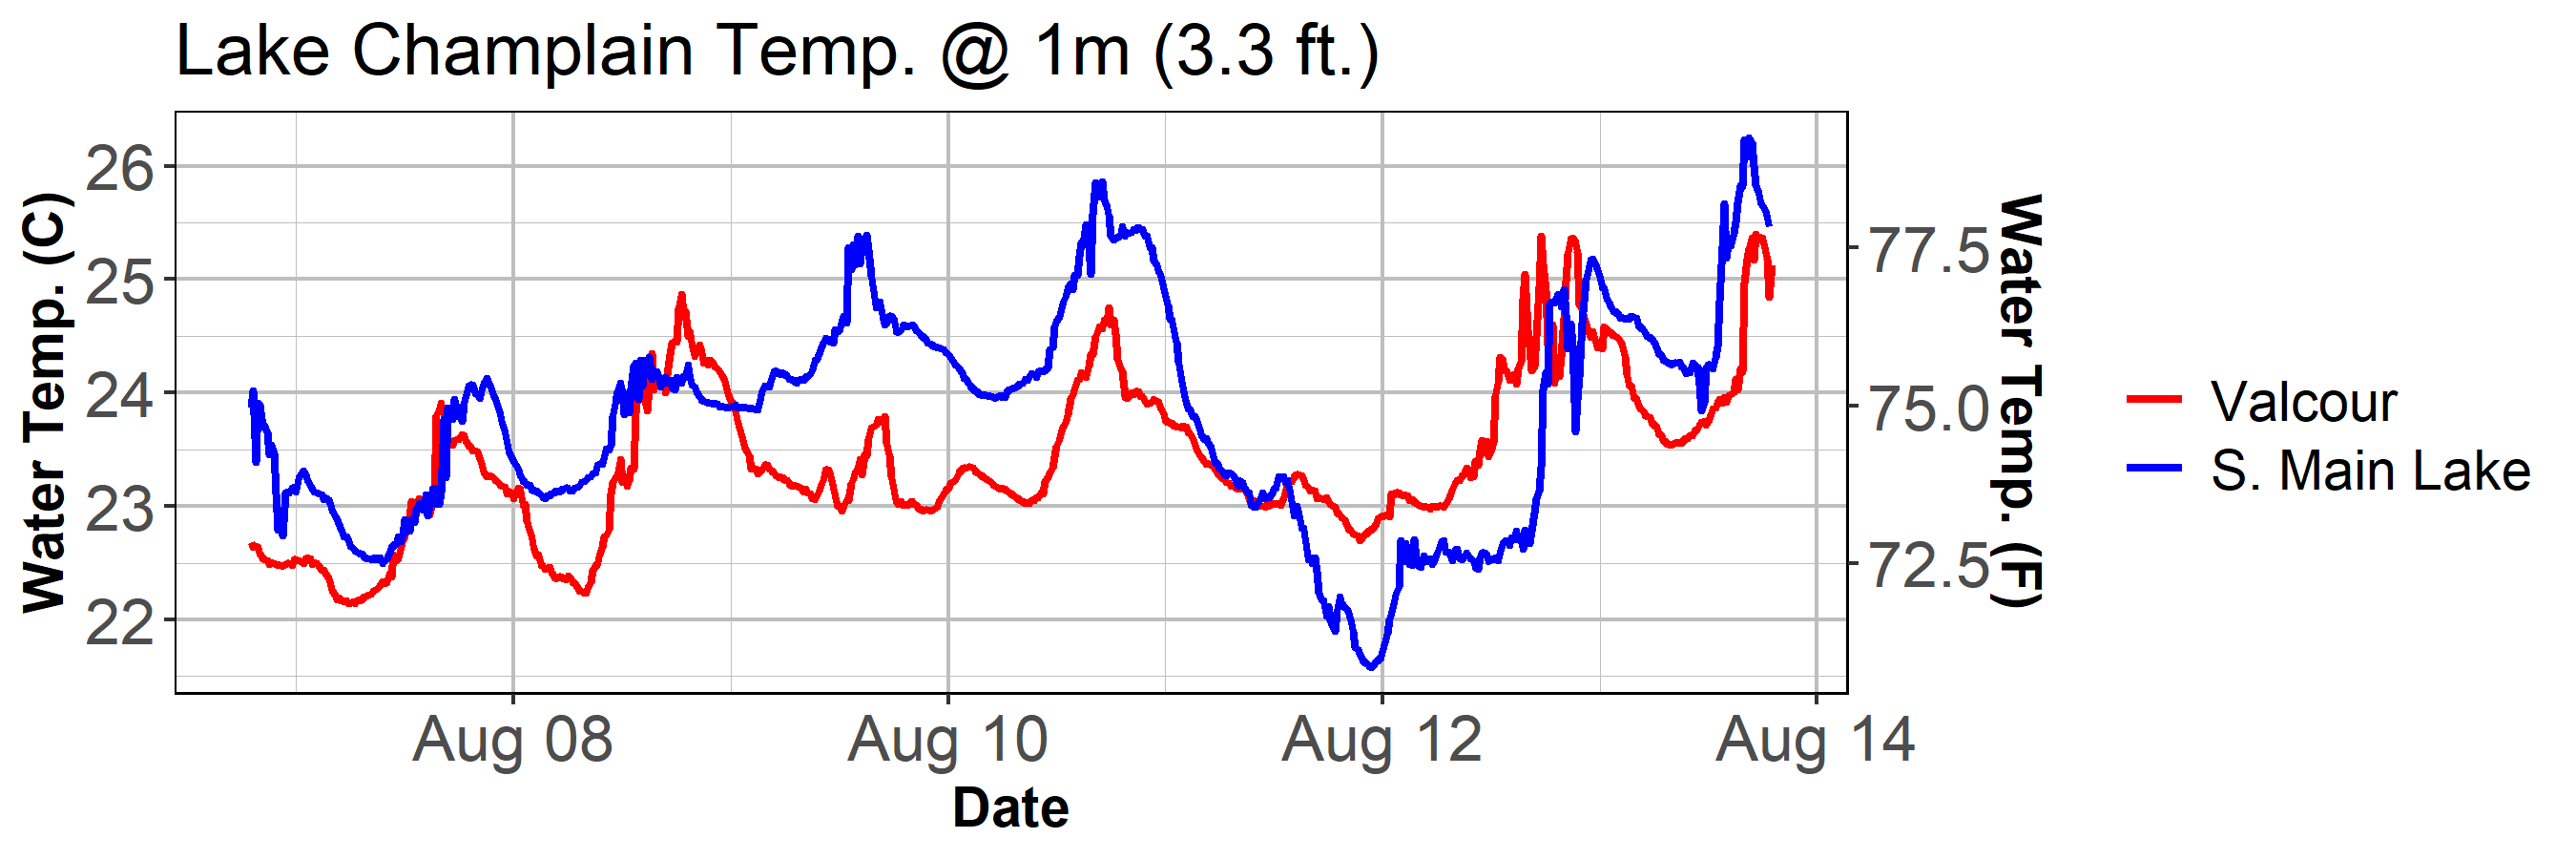 Lake Champlain Temp. @ 1m (3.3 ft.)
Water Temp. (C)
26
25
24
23
22
77.5
75.0
72.5
Water Temp. (F)
Aug 08
Aug 10
Aug 12
Aug 14
Date
Valcour
S. Main Lake